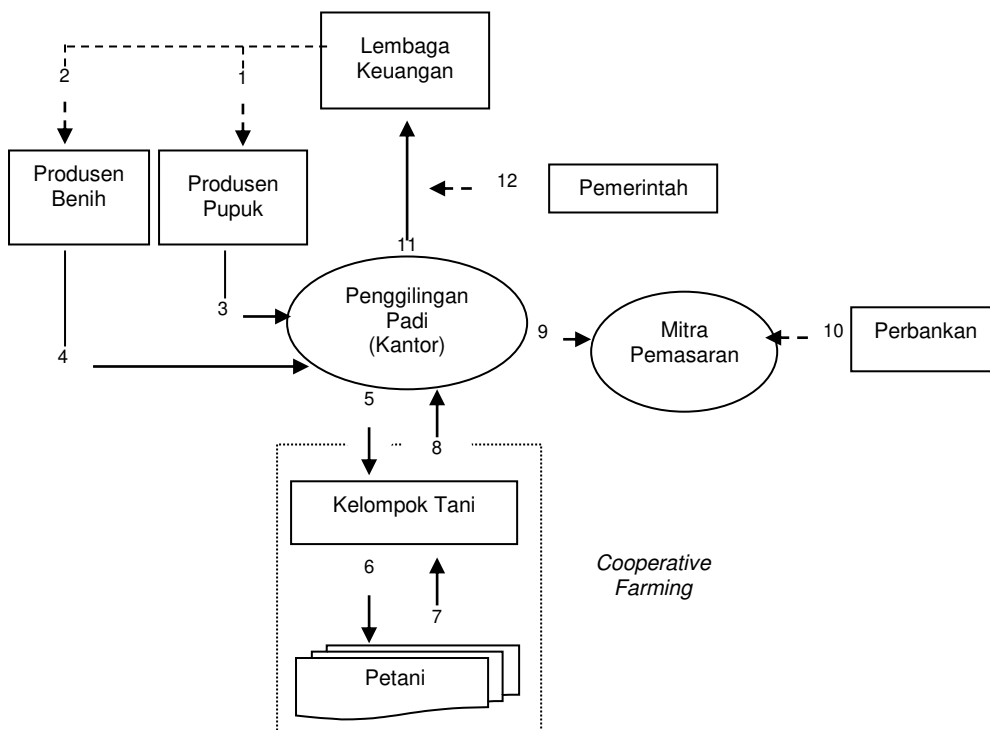 Lembaga
Keuangan
2
1
Produsen
Benih
Produsen
Pupuk
12
Pemerintah
11
Penggilingan
Padi
(Kantor)
3
4
9
Mitra
Pemasaran
10
Perbankan
5
8
Kelompok Tani
6
7
Cooperative
Farming
Petani